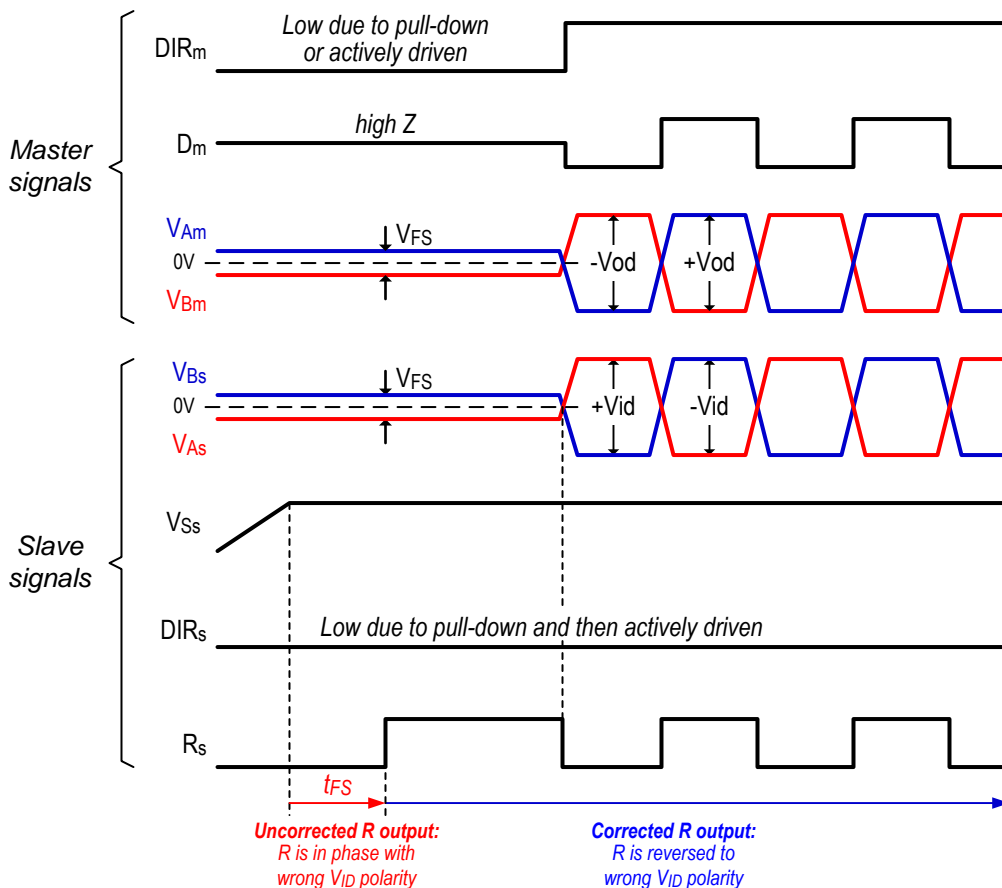 Low due to pull-down
or actively driven
DIRm
high Z
Dm
Master
signals
VAm
VFS
0V
-Vod
+Vod
VBm
VBs
VFS
0V
+Vid
-Vid
VAs
VSs
Slave
signals
DIRs
Low due to pull-down and then actively driven
Rs
tFS
Uncorrected R output:
R is in phase with
wrong VID polarity
Corrected R output:
R is reversed to
wrong VID polarity